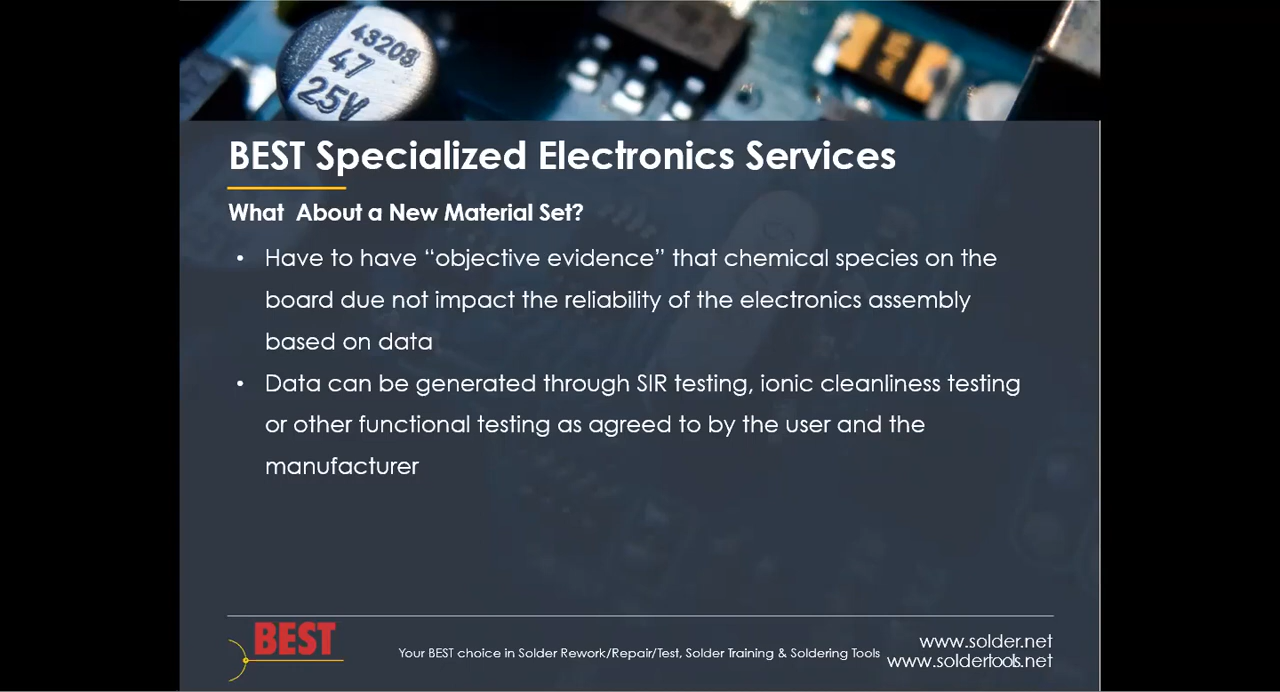 4S20S
47
25V
BEST Specialized Electronics Services
What About a New Material Set?
• Have to have “objective evidence” that chemical species on the
board due not impact the reliability of the electronics assembly
based on data
• Data can be generated through SIR testing, ionic cleanliness testing
or other functional testing as agreed to by the user and the
manufacturer
BEST
Your BEST choice in Solder Rework/Repair/Test, Solder Training & Soldering Tools
www.solder.net
www.soldertools.net